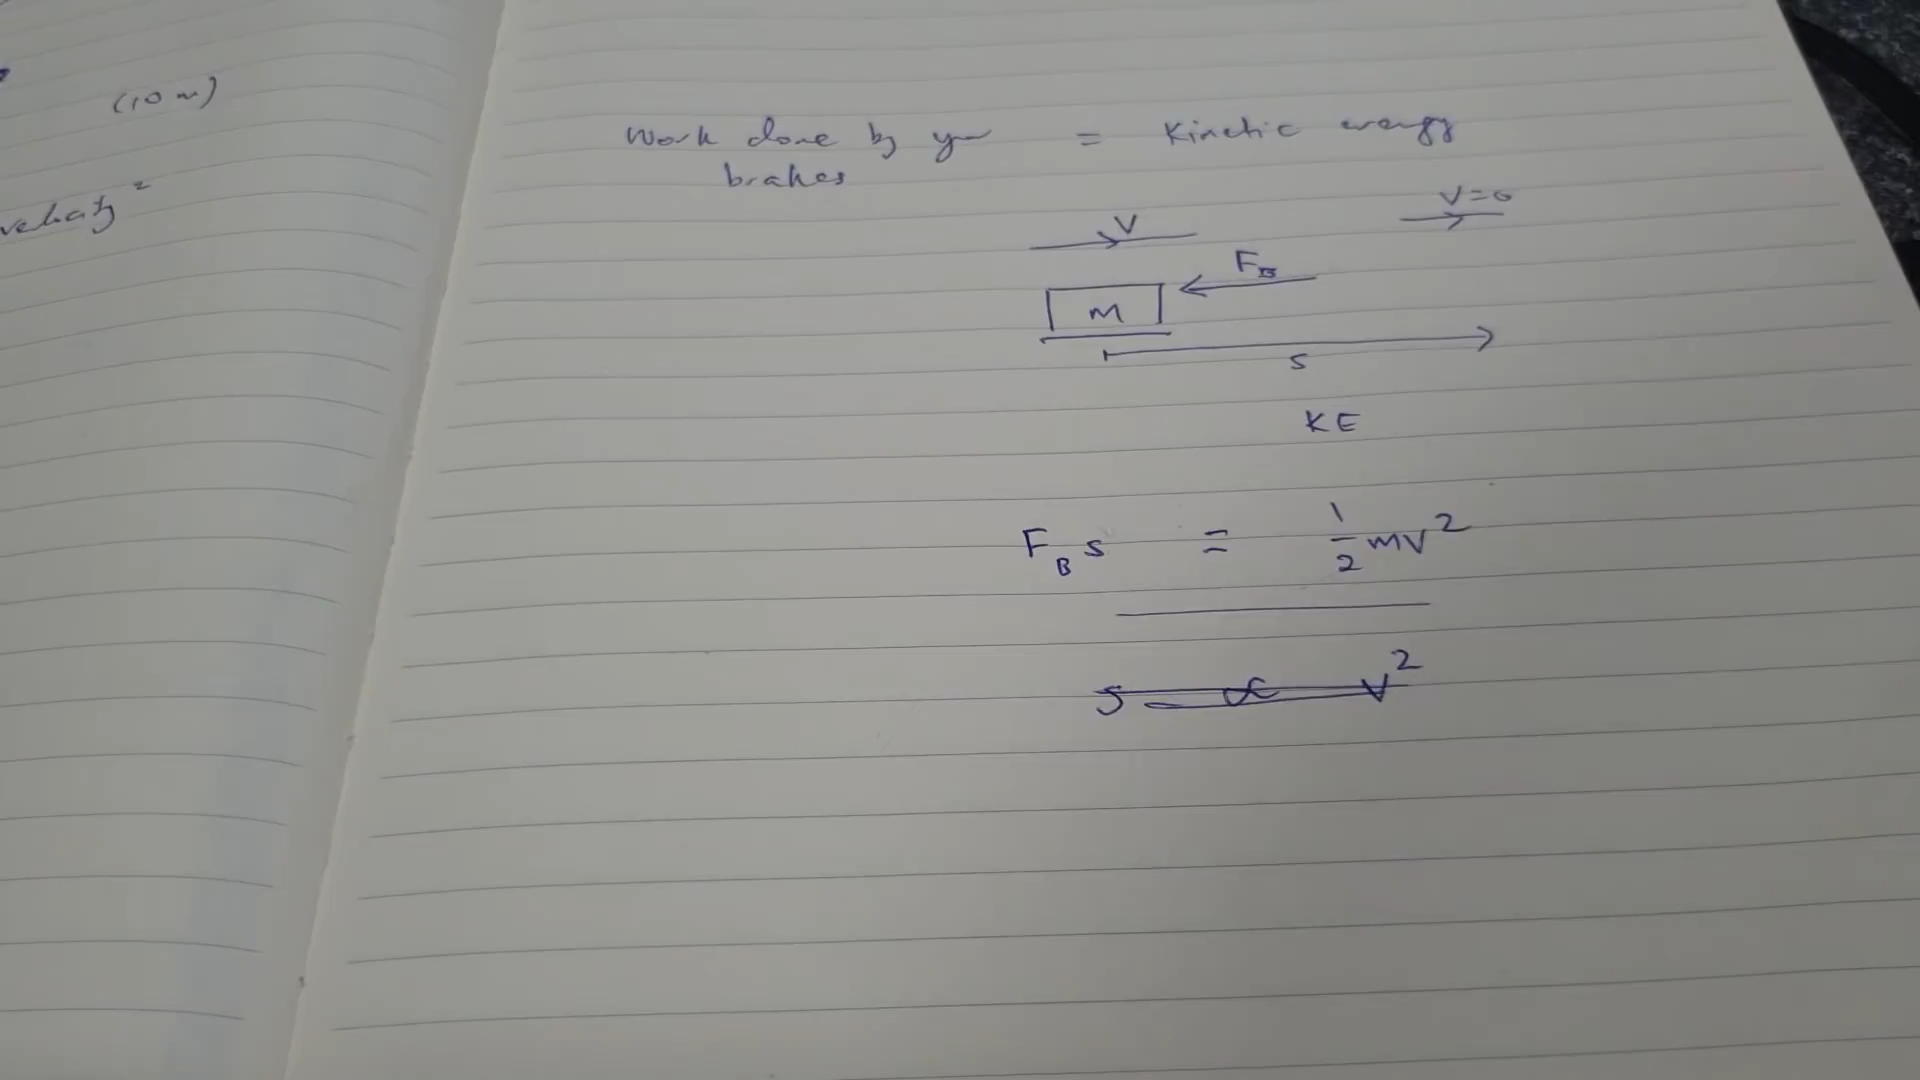 (10 m)
velocity²
Work done by your = Kinetic energy
brakes
V
V=0
F_B
m
s
KE
F_B s = 1/2 mv²
s ∝ v²